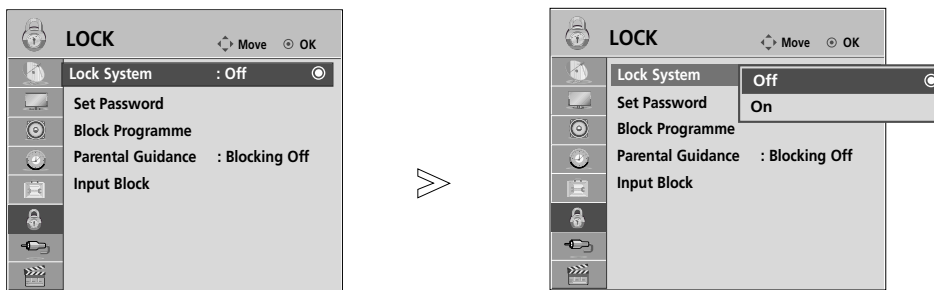 LOCK
Move OK
Lock System : Off
Set Password
Block Programme
Parental Guidance : Blocking Off
Input Block
LOCK
Move OK
Lock System
Off
On
Set Password
Block Programme
Parental Guidance : Blocking Off
Input Block